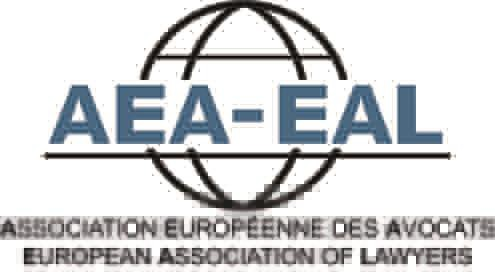 AEA-EAL
ASSOCIATION EUROPÉENNE DES AVOCATS
EUROPEAN ASSOCIATION OF LAWYERS